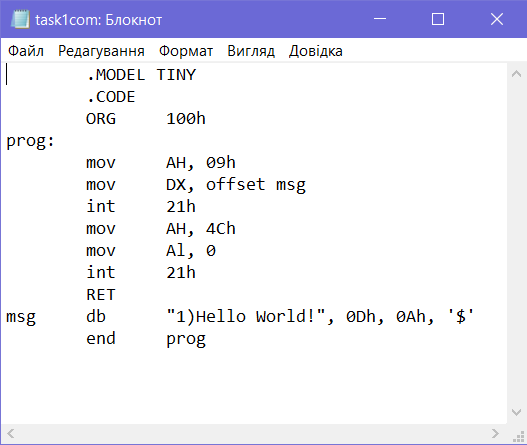 task1com: Блокнот
Файл Редагування Формат Вигляд Довідка
.MODEL TINY
.CODE
ORG 100h
prog:
mov AH, 09h
mov DX, offset msg
int 21h
mov AH, 4Ch
mov Al, 0
int 21h
RET
msg db "1)Hello World!", 0Dh, 0Ah, '$'
end prog